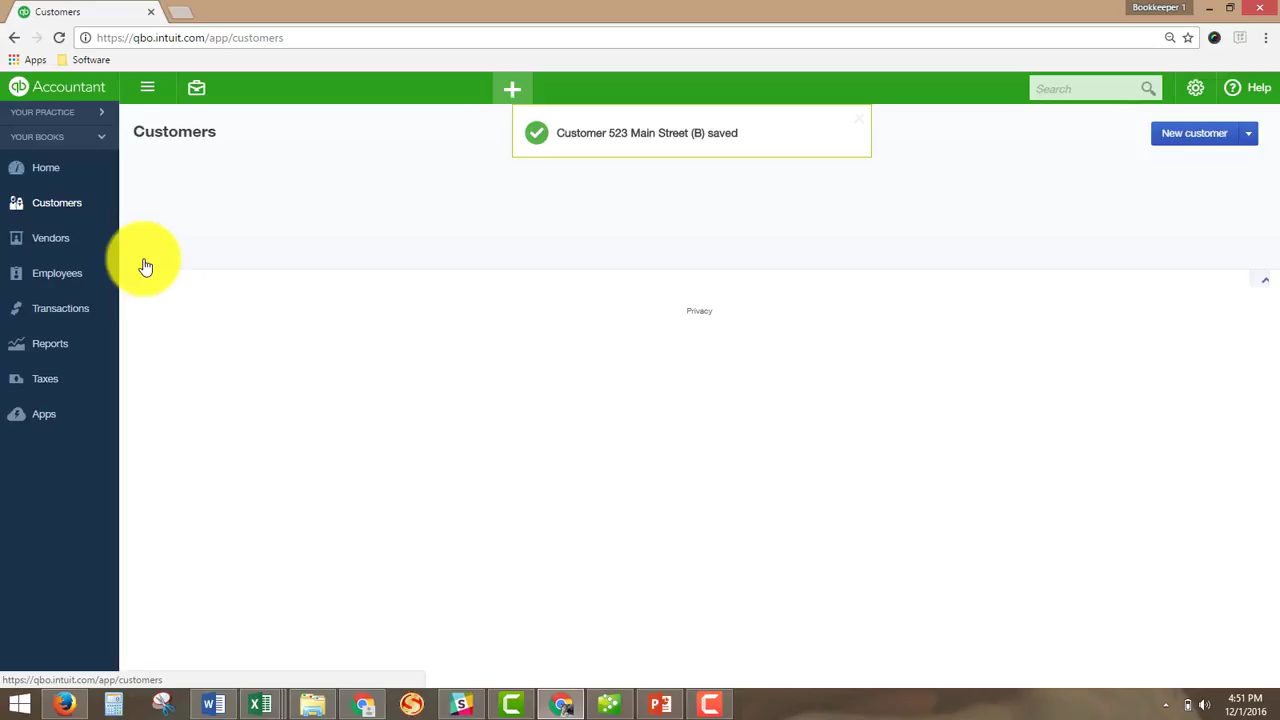 Customers
Bookkeeper 1
https://qbo.intuit.com/app/customers
Apps
Software
qb Accountant
Search
Help
YOUR PRACTICE
YOUR BOOKS
Home
Customers
Vendors
Employees
Transactions
Reports
Taxes
Apps
Customers
Customer 523 Main Street (B) saved
New customer
Privacy
https://qbo.intuit.com/app/customers
4:51 PM
12/1/2016